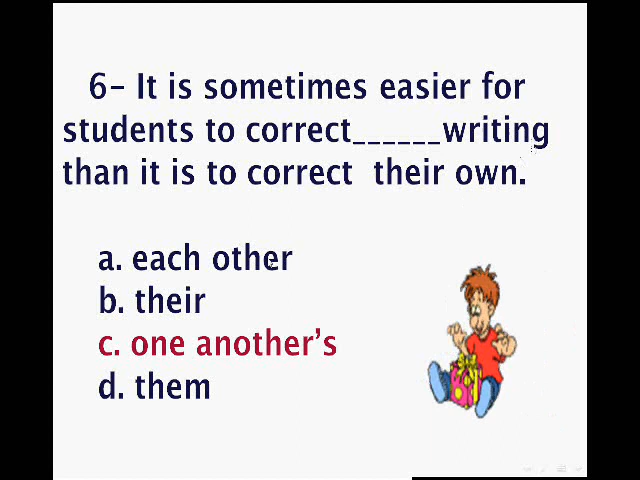 6- It is sometimes easier for
students to correct______writing
than it is to correct their own.
a. each other
b. their
c. one another’s
d. them